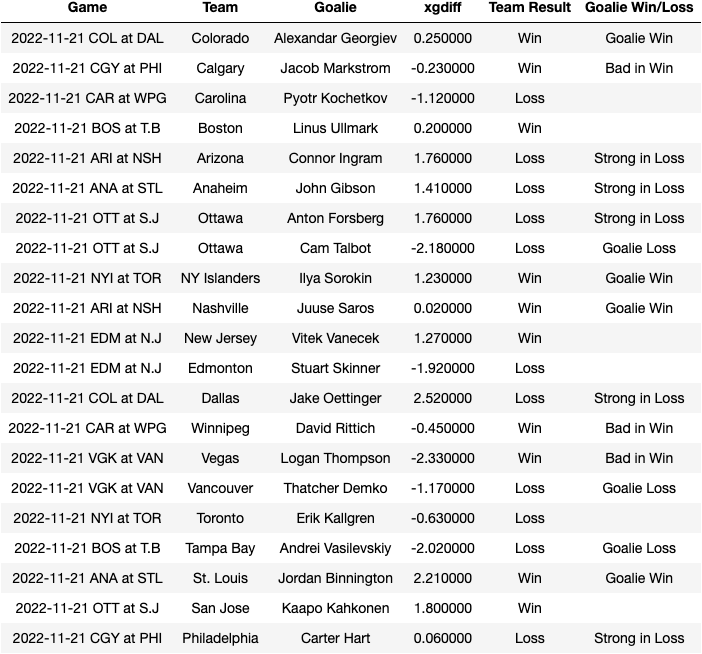 Game Team Goalie xgdiff Team Result Goalie Win/Loss
2022-11-21 COL at DAL Colorado Alexandar Georgiev 0.250000 Win Goalie Win
2022-11-21 CGY at PHI Calgary Jacob Markstrom -0.230000 Win Bad in Win
2022-11-21 CAR at WPG Carolina Pyotr Kochetkov -1.120000 Loss
2022-11-21 BOS at T.B Boston Linus Ullmark 0.200000 Win
2022-11-21 ARI at NSH Arizona Connor Ingram 1.760000 Loss Strong in Loss
2022-11-21 ANA at STL Anaheim John Gibson 1.410000 Loss Strong in Loss
2022-11-21 OTT at S.J Ottawa Anton Forsberg 1.760000 Loss Strong in Loss
2022-11-21 OTT at S.J Ottawa Cam Talbot -2.180000 Loss Goalie Loss
2022-11-21 NYI at TOR NY Islanders Ilya Sorokin 1.230000 Win Goalie Win
2022-11-21 ARI at NSH Nashville Juuse Saros 0.020000 Win Goalie Win
2022-11-21 EDM at N.J New Jersey Vitek Vanecek 1.270000 Win
2022-11-21 EDM at N.J Edmonton Stuart Skinner -1.920000 Loss
2022-11-21 COL at DAL Dallas Jake Oettinger 2.520000 Loss Strong in Loss
2022-11-21 CAR at WPG Winnipeg David Rittich -0.450000 Win Bad in Win
2022-11-21 VGK at VAN Vegas Logan Thompson -2.330000 Win Bad in Win
2022-11-21 VGK at VAN Vancouver Thatcher Demko -1.170000 Loss Goalie Loss
2022-11-21 NYI at TOR Toronto Erik Kallgren -0.630000 Loss
2022-11-21 BOS at T.B Tampa Bay Andrei Vasilevskiy -2.020000 Loss Goalie Loss
2022-11-21 ANA at STL St. Louis Jordan Binnington 2.210000 Win Goalie Win
2022-11-21 OTT at S.J San Jose Kaapo Kahkonen 1.800000 Win
2022-11-21 CGY at PHI Philadelphia Carter Hart 0.060000 Loss Strong in Loss